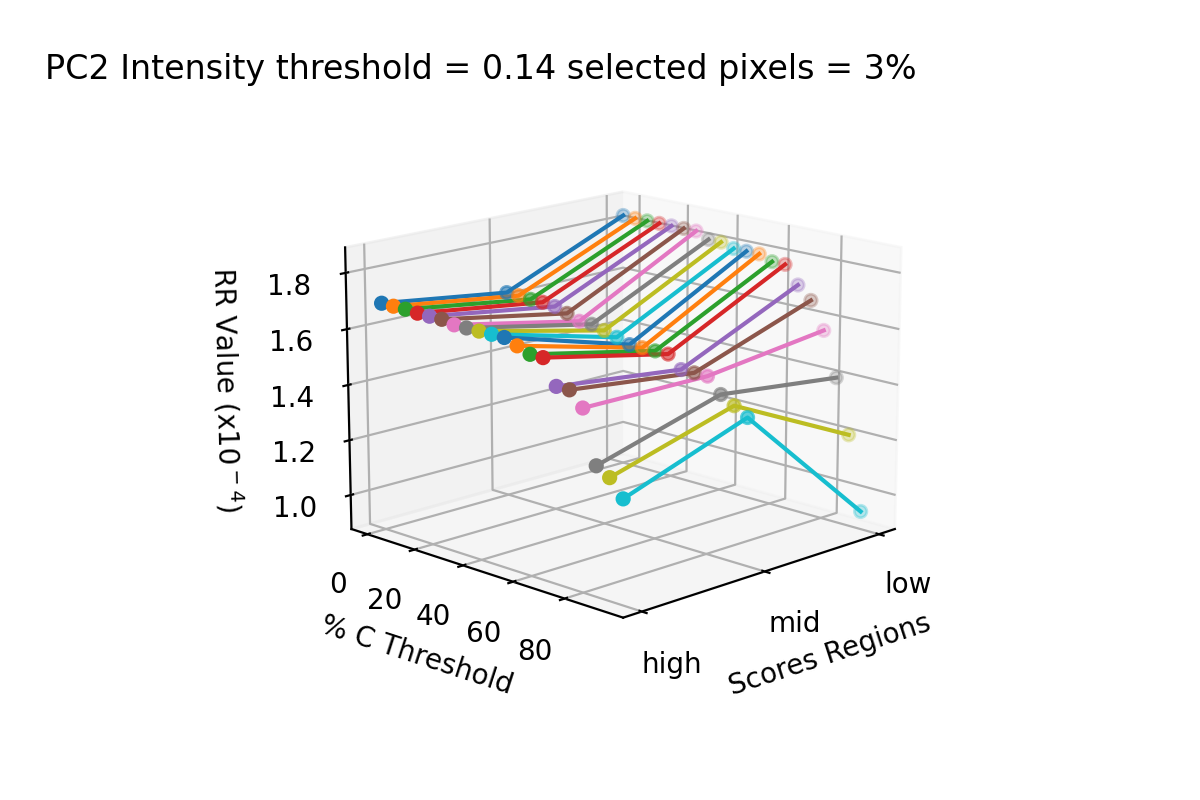 PC2 Intensity threshold = 0.14 selected pixels = 3%
RR Value (x10⁻⁴)
1.8
1.6
1.4
1.2
1.0
0
20
40
60
80
% C Threshold
high
mid
low
Scores Regions